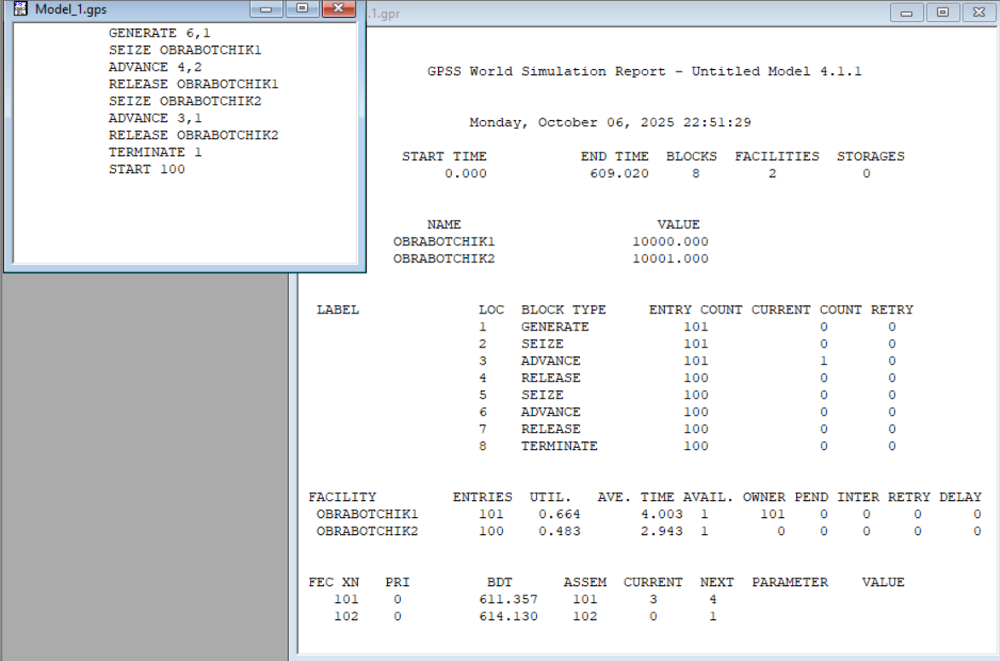 Model_1.gps
GENERATE 6,1
SEIZE OBRABOTCHIK1
ADVANCE 4,2
RELEASE OBRABOTCHIK1
SEIZE OBRABOTCHIK2
ADVANCE 3,1
RELEASE OBRABOTCHIK2
TERMINATE 1
START 100
.1.gpr
GPSS World Simulation Report - Untitled Model 4.1.1
Monday, October 06, 2025 22:51:29
START TIME END TIME BLOCKS FACILITIES STORAGES
0.000 609.020 8 2 0
NAME VALUE
OBRABOTCHIK1 10000.000
OBRABOTCHIK2 10001.000
LABEL LOC BLOCK TYPE ENTRY COUNT CURRENT COUNT RETRY
1 GENERATE 101 0 0
2 SEIZE 101 0 0
3 ADVANCE 101 1 0
4 RELEASE 100 0 0
5 SEIZE 100 0 0
6 ADVANCE 100 0 0
7 RELEASE 100 0 0
8 TERMINATE 100 0 0
FACILITY ENTRIES UTIL. AVE. TIME AVAIL. OWNER PEND INTER RETRY DELAY
OBRABOTCHIK1 101 0.664 4.003 1 101 0 0 0 0
OBRABOTCHIK2 100 0.483 2.943 1 0 0 0 0 0
FEC XN PRI BDT ASSEM CURRENT NEXT PARAMETER VALUE
101 0 611.357 101 3 4
102 0 614.130 102 0 1